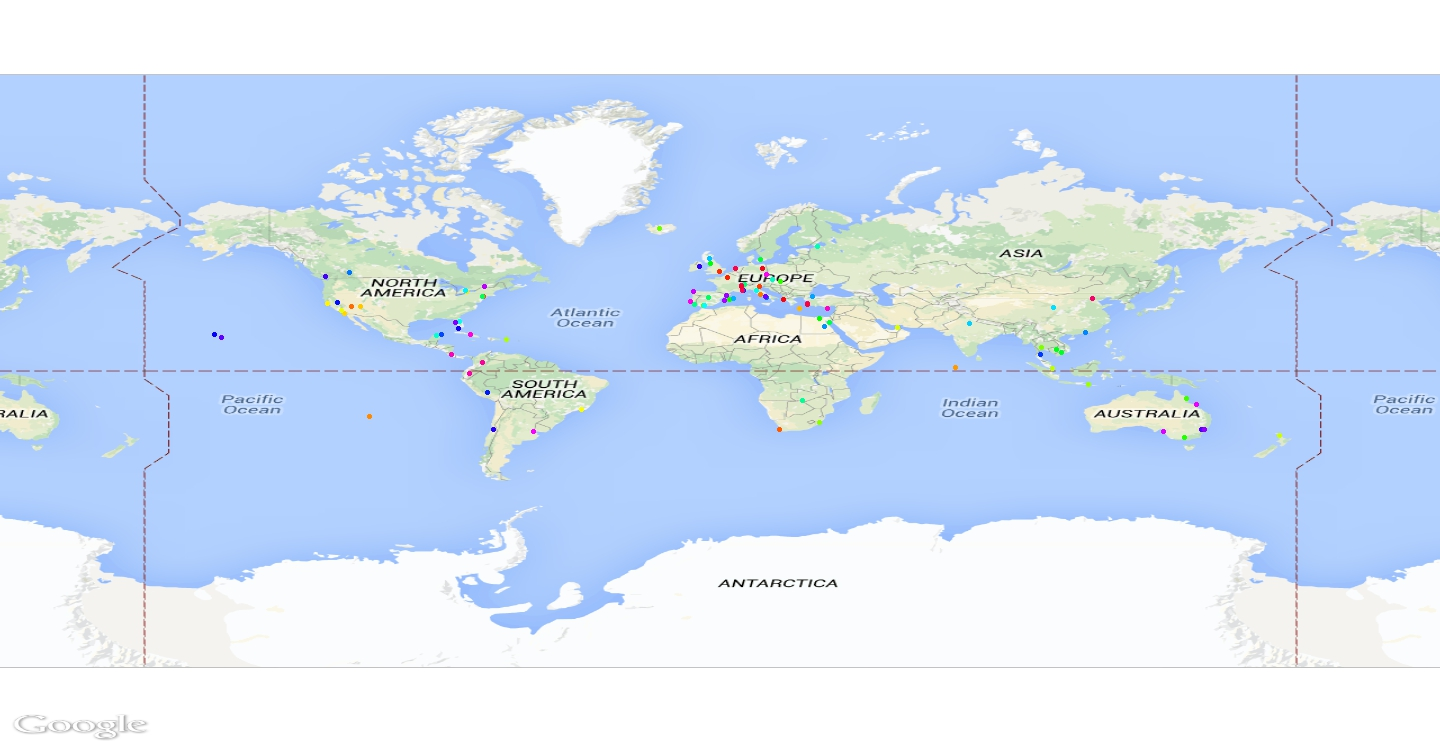 ASIA
NORTH
AMERICA
EUROPE
Atlantic
Ocean
AFRICA
SOUTH
AMERICA
Pacific
Ocean
Indian
Ocean
AUSTRALIA
Pacific
Ocean
RALIA
ANTARCTICA
Google